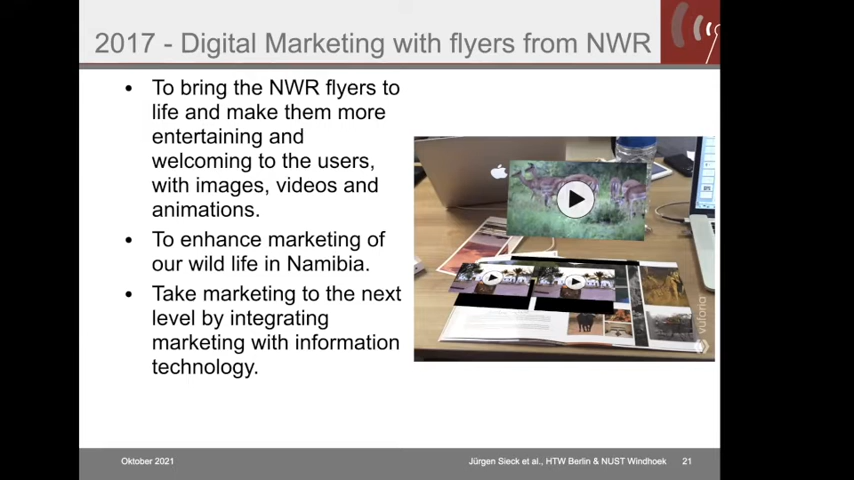 2017 - Digital Marketing with flyers from NWR
• To bring the NWR flyers to
life and make them more
entertaining and
welcoming to the users,
with images, videos and
animations.
• To enhance marketing of
our wild life in Namibia.
• Take marketing to the next
level by integrating
marketing with information
technology.
vuforia
Oktober 2021
Jürgen Sieck et al., HTW Berlin & NUST Windhoek
21